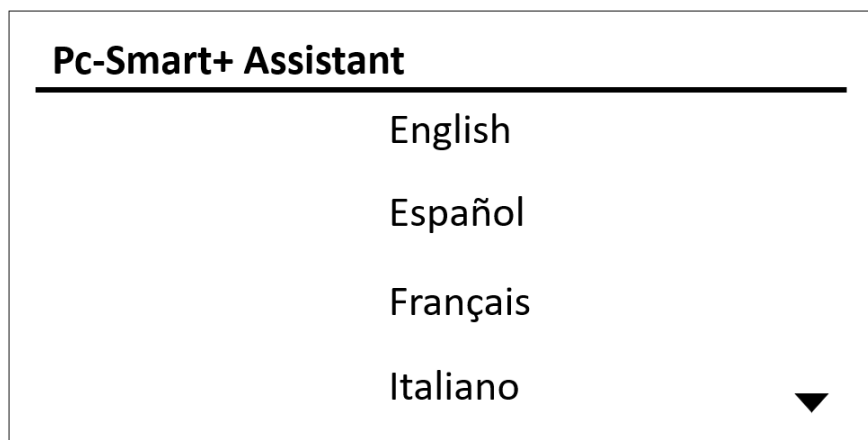 Pc-Smart+ Assistant
English
Español
Français
Italiano